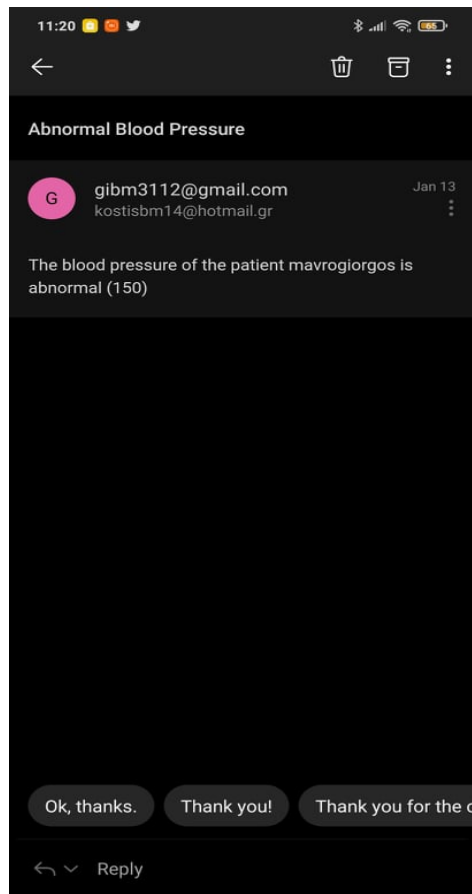 11:20
65
Abnormal Blood Pressure
G
gibm3112@gmail.com
Jan 13
kostisbm14@hotmail.gr
The blood pressure of the patient mavrogiorgos is
abnormal (150)
Ok, thanks.
Thank you!
Thank you for the
Reply